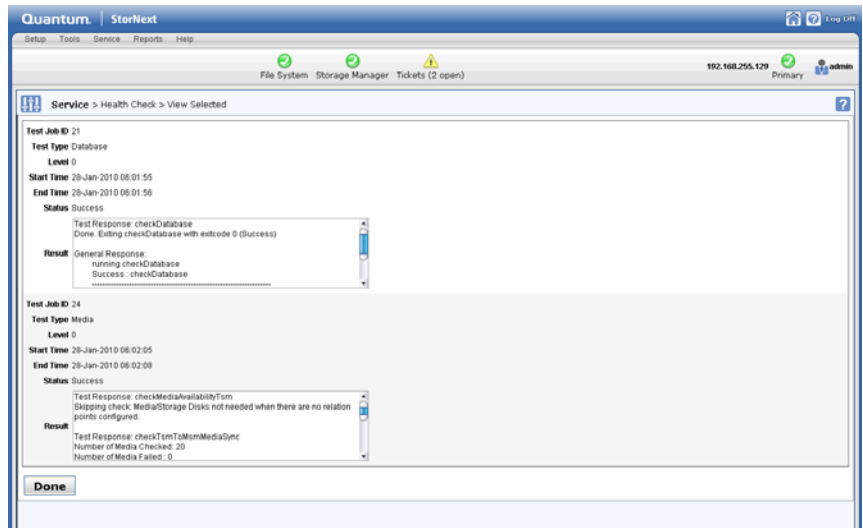 Quantum. | StorNext
? Log Off
Setup Tools Service Reports Help
File System Storage Manager Tickets (2 open)
192.168.255.129 Primary admin
Service > Health Check > View Selected ?
Test Job ID 21
Test Type Database
Level 0
Start Time 28-Jan-2010 06:01:55
End Time 28-Jan-2010 06:01:56
Status Success
Test Response: checkDatabase
Done. Exiting checkDatabase with exitcode 0 (Success)
Result General Response:
running checkDatabase
Success : checkDatabase
------------------------------------------------------------
Test Job ID 24
Test Type Media
Level 0
Start Time 28-Jan-2010 06:02:05
End Time 28-Jan-2010 06:02:08
Status Success
Test Response: checkMediaAvailabilityTsm
Skipping check: Media/Storage Disks not needed when there are no relation
points configured.
Result
Test Response: checkTsmToMsmMediaSync
Number of Media Checked: 20
Number of Media Failed : 0
Done